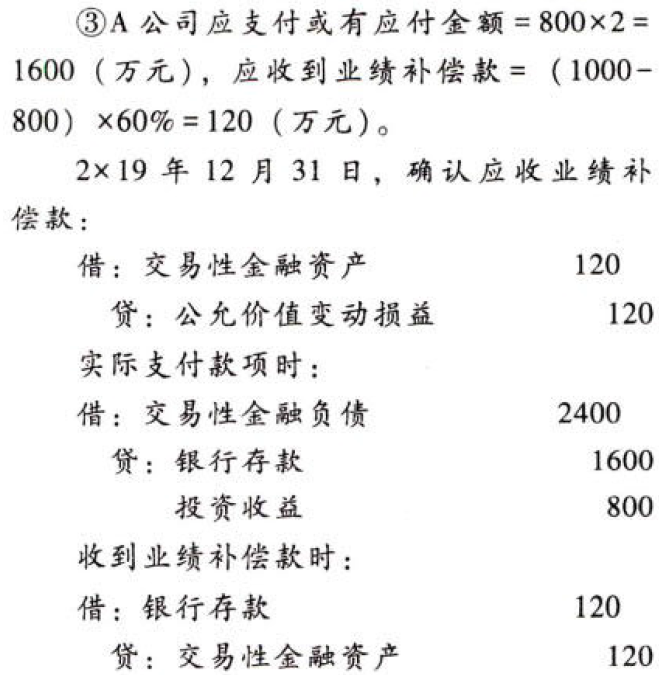 ③A 公司应支付或有应付金额=800×2=
1600（万元），应收到业绩补偿款=（1000-
800）×60%=120（万元）。
2×19 年 12 月 31 日，确认应收业绩补
偿款：
借：交易性金融资产 120
贷：公允价值变动损益 120
实际支付款项时：
借：交易性金融负债 2400
贷：银行存款 1600
投资收益 800
收到业绩补偿款时：
借：银行存款 120
贷：交易性金融资产 120